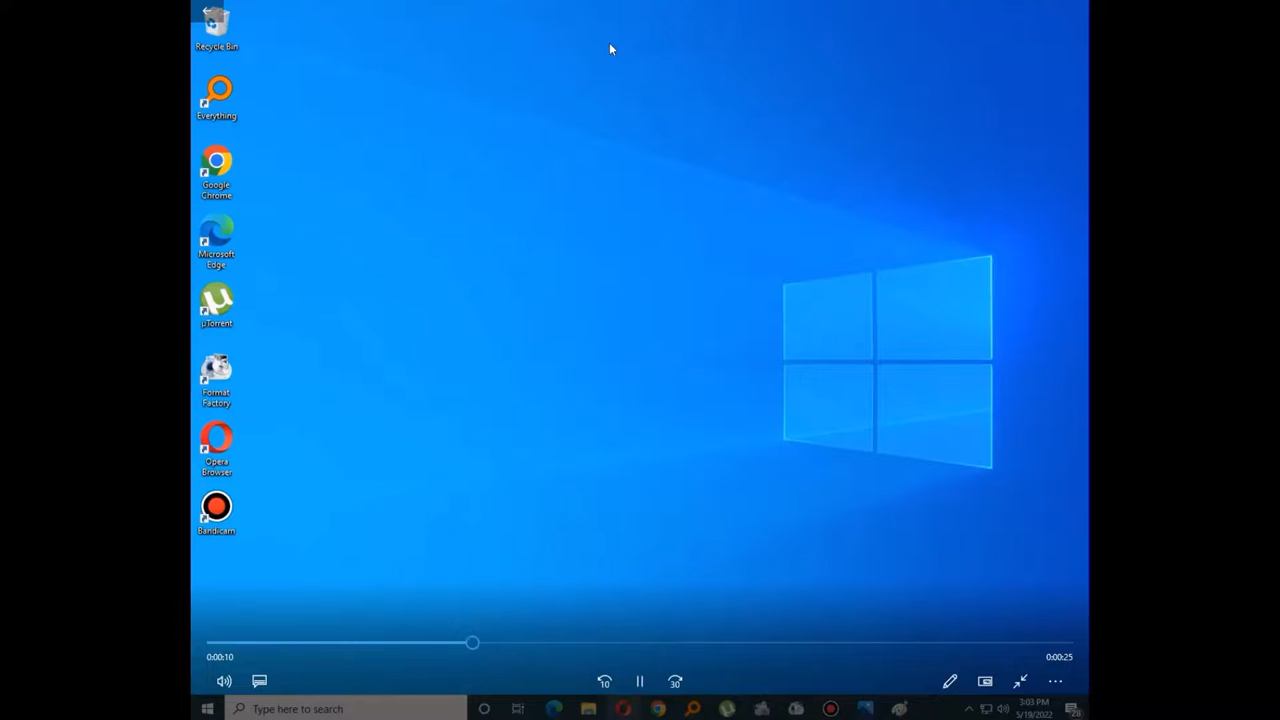 Recycle Bin
Everything
Google
Chrome
Microsoft
Edge
µTorrent
Format
Factory
Opera
Browser
Bandicam
0:00:10
0:00:25
10
30
Type here to search
3:03 PM
5/19/2022
28